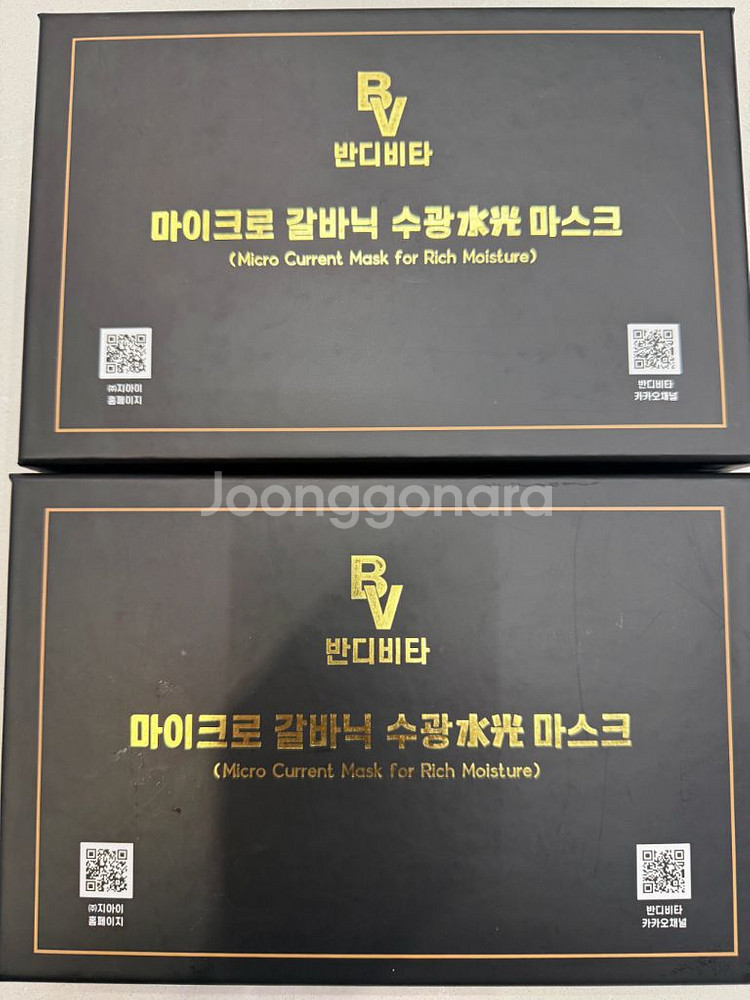 BV
반디비타
마이크로 갈바닉 수광水光 마스크
(Micro Current Mask for Rich Moisture)
㈜지아이
홈페이지
반디비타
카카오채널
Joonggonara
BV
반디비타
마이크로 갈바닉 수광水光 마스크
(Micro Current Mask for Rich Moisture)
㈜지아이
홈페이지
반디비타
카카오채널